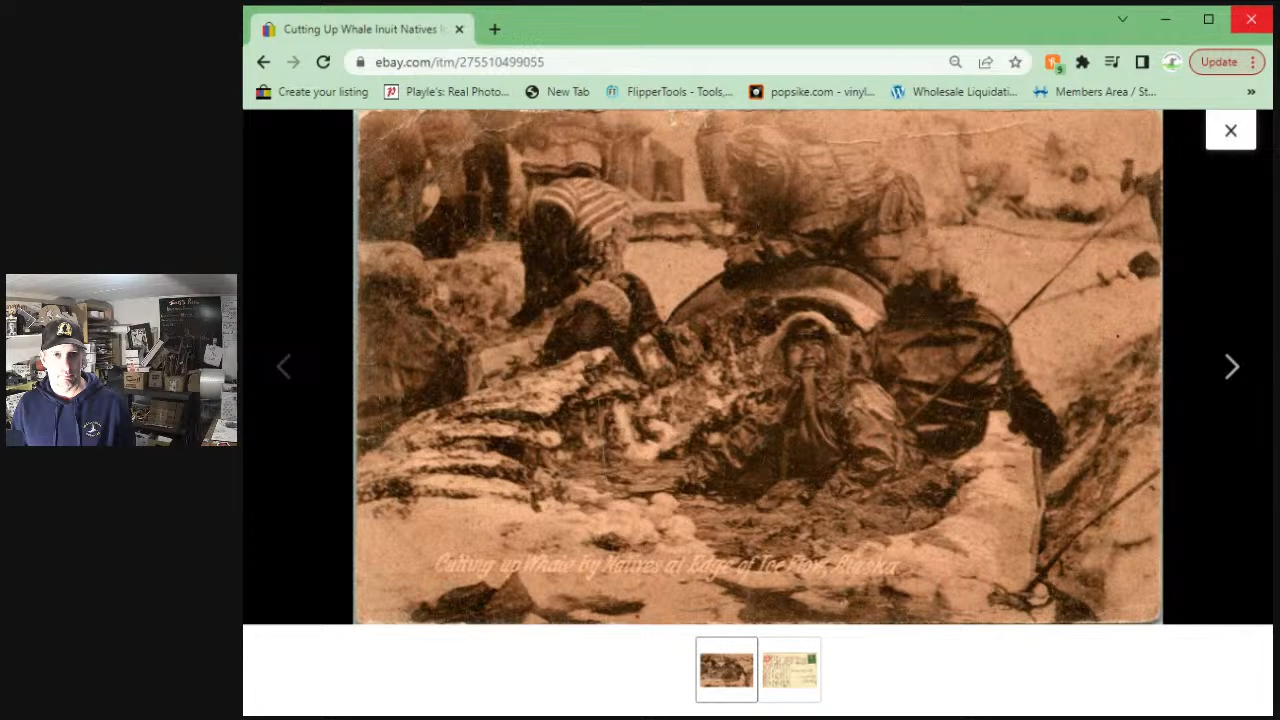 Cutting Up Whale Inuit Natives I
ebay.com/itm/275510499055
5
Update
Create your listing
Playle's: Real Photo...
New Tab
FlipperTools - Tools,...
popsike.com - vinyl...
Wholesale Liquidati...
Members Area / St...
»
Cutting up Whale by Natives at Edge of Ice Flow, Alaska